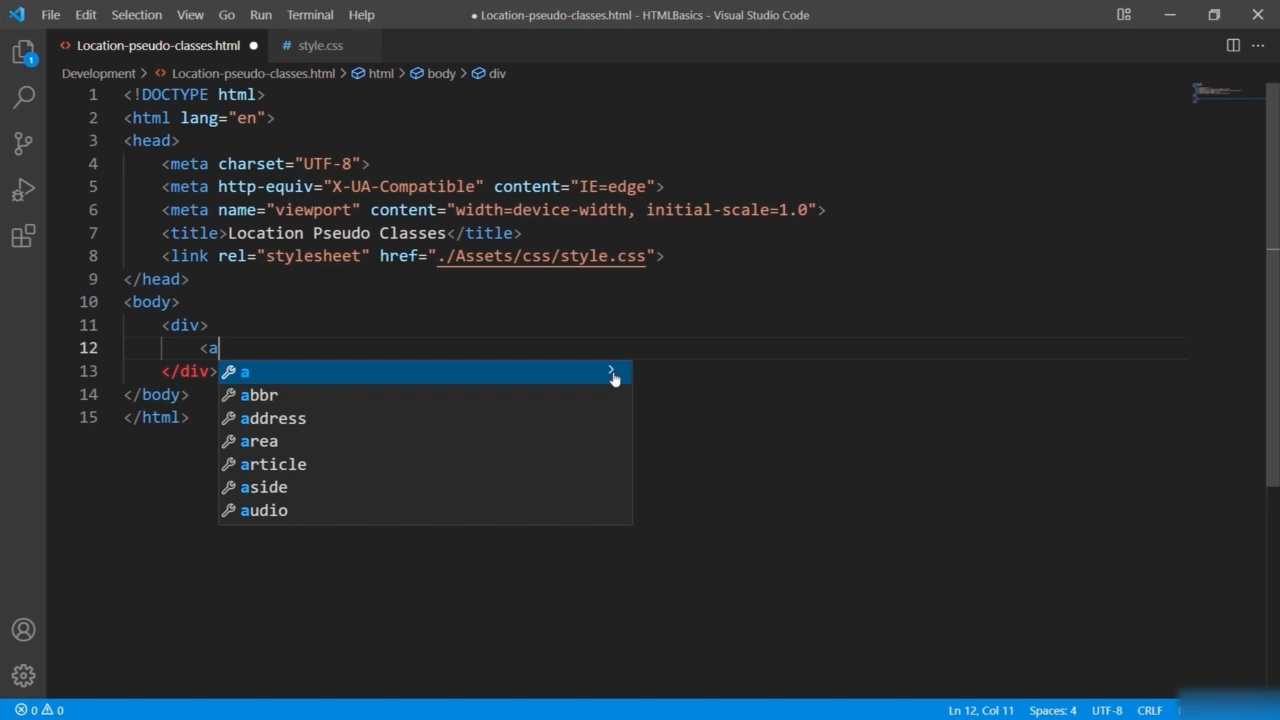 File Edit Selection View Go Run Terminal Help ● Location-pseudo-classes.html - HTMLBasics - Visual Studio Code
Location-pseudo-classes.html ● # style.css
Development > Location-pseudo-classes.html > html > body > div
1 <!DOCTYPE html>
2 <html lang="en">
3 <head>
4 <meta charset="UTF-8">
5 <meta http-equiv="X-UA-Compatible" content="IE=edge">
6 <meta name="viewport" content="width=device-width, initial-scale=1.0">
7 <title>Location Pseudo Classes</title>
8 <link rel="stylesheet" href="./Assets/css/style.css">
9 </head>
10 <body>
11 <div>
12 <a
13 </div>
14 </body>
15 </html>
a
abbr
address
area
article
aside
audio
1
0 0 Ln 12, Col 11 Spaces: 4 UTF-8 CRLF